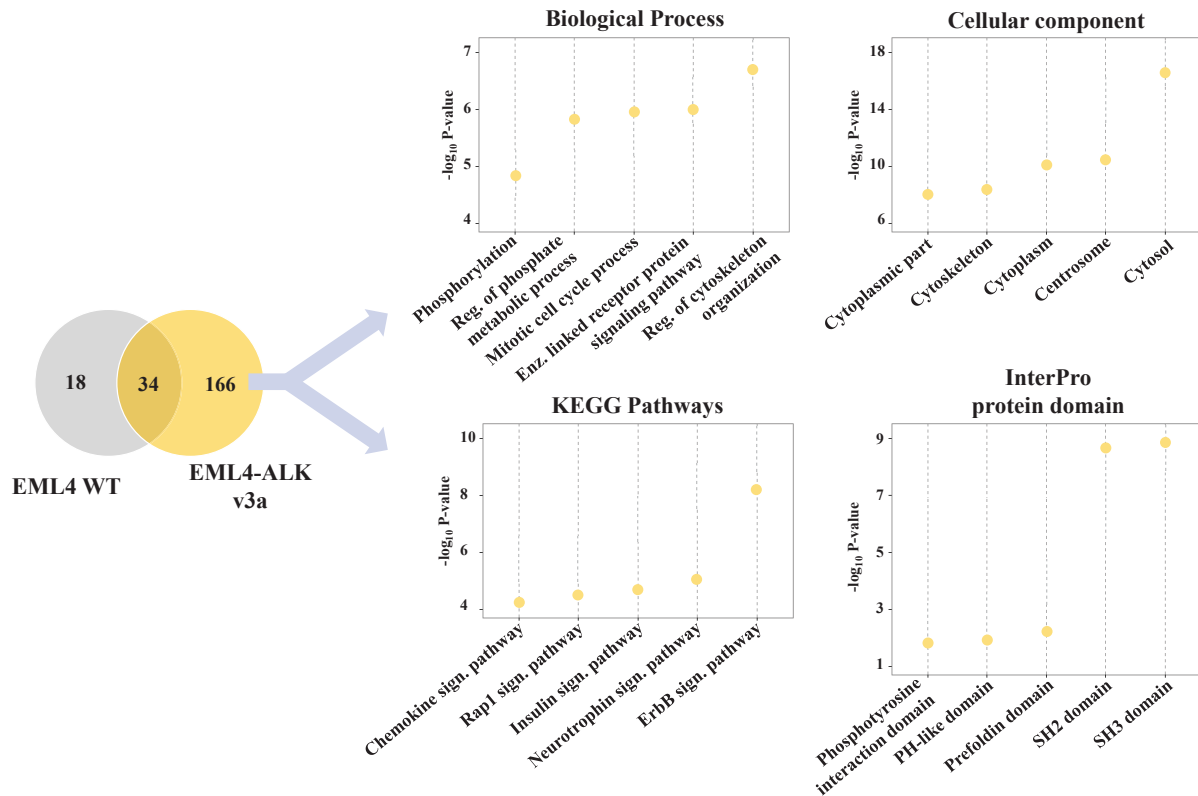 Biological Process
-log10 P-value
7
6
5
4
Phosphorylation
Reg. of phosphate
metabolic process
Mitotic cell cycle process
Enz. linked receptor protein
signaling pathway
Reg. of cytoskeleton
organization
Cellular component
-log10 P-value
18
14
10
6
Cytoplasmic part
Cytoskeleton
Cytoplasm
Centrosome
Cytosol
18
34
166
EML4 WT
EML4-ALK
v3a
KEGG Pathways
-log10 P-value
10
8
6
4
Chemokine sign. pathway
Rap1 sign. pathway
Insulin sign. pathway
Neurotrophin sign. pathway
ErbB sign. pathway
InterPro
protein domain
-log10 P-value
9
7
5
3
1
Phosphotyrosine
interaction domain
PH-like domain
Prefoldin domain
SH2 domain
SH3 domain